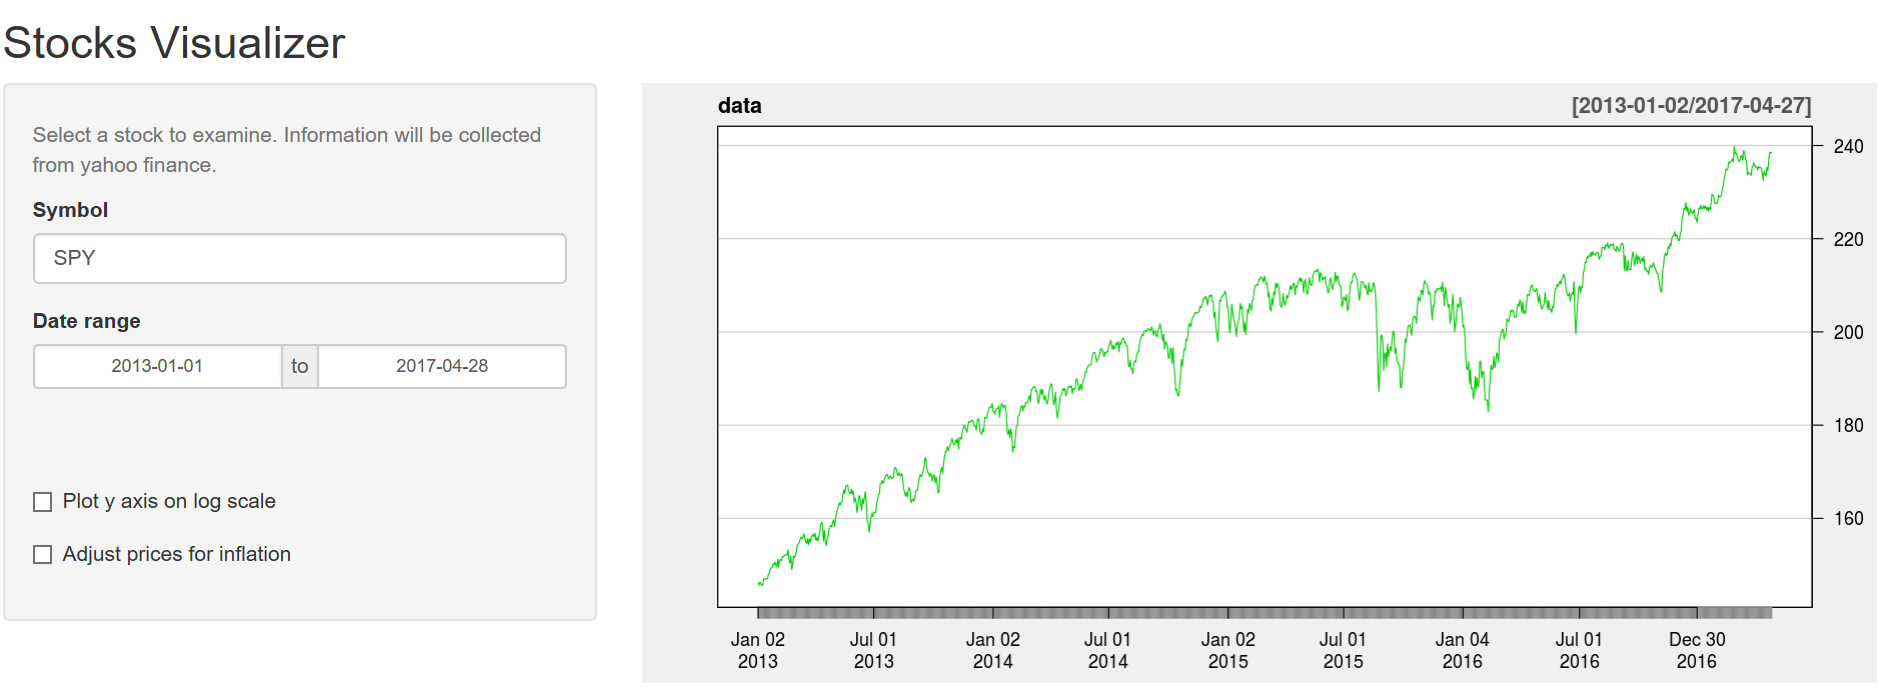 Stocks Visualizer
Select a stock to examine. Information will be collected
from yahoo finance.
Symbol
SPY
Date range
2013-01-01 to 2017-04-28
Plot y axis on log scale
Adjust prices for inflation
data [2013-01-02/2017-04-27]
240
220
200
180
160
Jan 02 Jul 01 Jan 02 Jul 01 Jan 02 Jul 01 Jan 04 Jul 01 Dec 30
2013 2013 2014 2014 2015 2015 2016 2016 2016